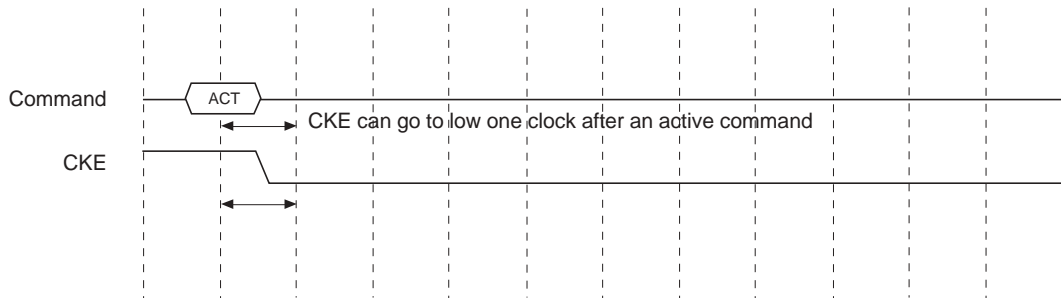 Command
ACT
CKE can go to low one clock after an active command
CKE